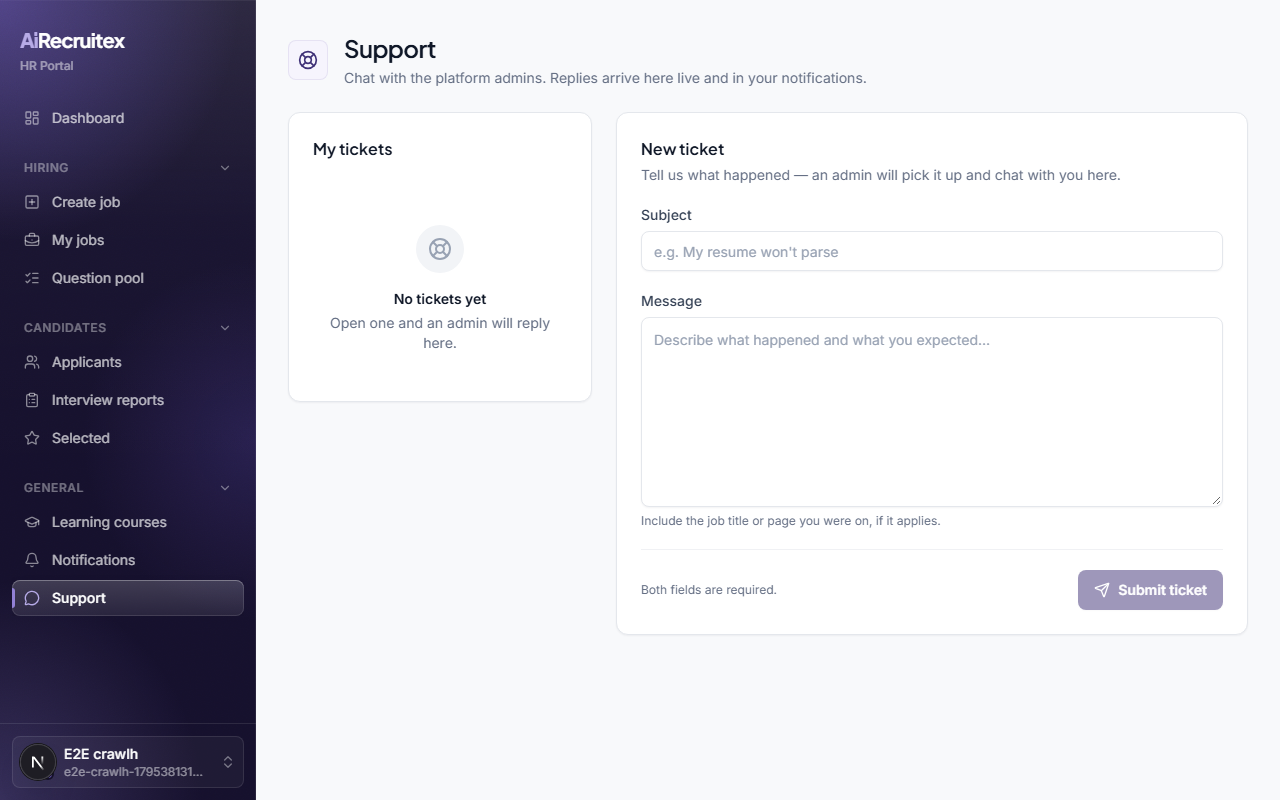 AiRecruitex
HR Portal
Dashboard
HIRING
Create job
My jobs
Question pool
CANDIDATES
Applicants
Interview reports
Selected
GENERAL
Learning courses
Notifications
Support
N
E2E crawlh
e2e-crawlh-179538131...
Support
Chat with the platform admins. Replies arrive here live and in your notifications.
My tickets
No tickets yet
Open one and an admin will reply
here.
New ticket
Tell us what happened — an admin will pick it up and chat with you here.
Subject
e.g. My resume won't parse
Message
Describe what happened and what you expected...
Include the job title or page you were on, if it applies.
Both fields are required.
Submit ticket